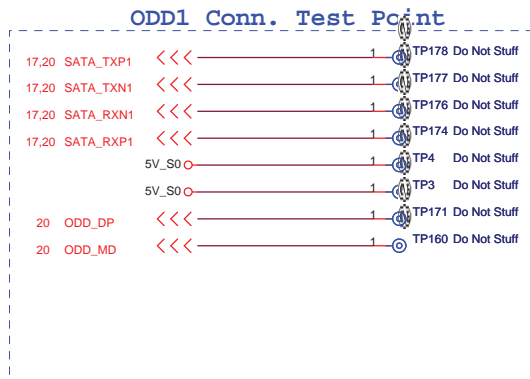 ODD1 Conn. Test Point
17,20 SATA_TXP1 1 TP178 Do Not Stuff
17,20 SATA_TXN1 1 TP177 Do Not Stuff
17,20 SATA_RXN1 1 TP176 Do Not Stuff
17,20 SATA_RXP1 1 TP174 Do Not Stuff
5V_S0 1 TP4 Do Not Stuff
5V_S0 1 TP3 Do Not Stuff
20 ODD_DP 1 TP171 Do Not Stuff
20 ODD_MD 1 TP160 Do Not Stuff